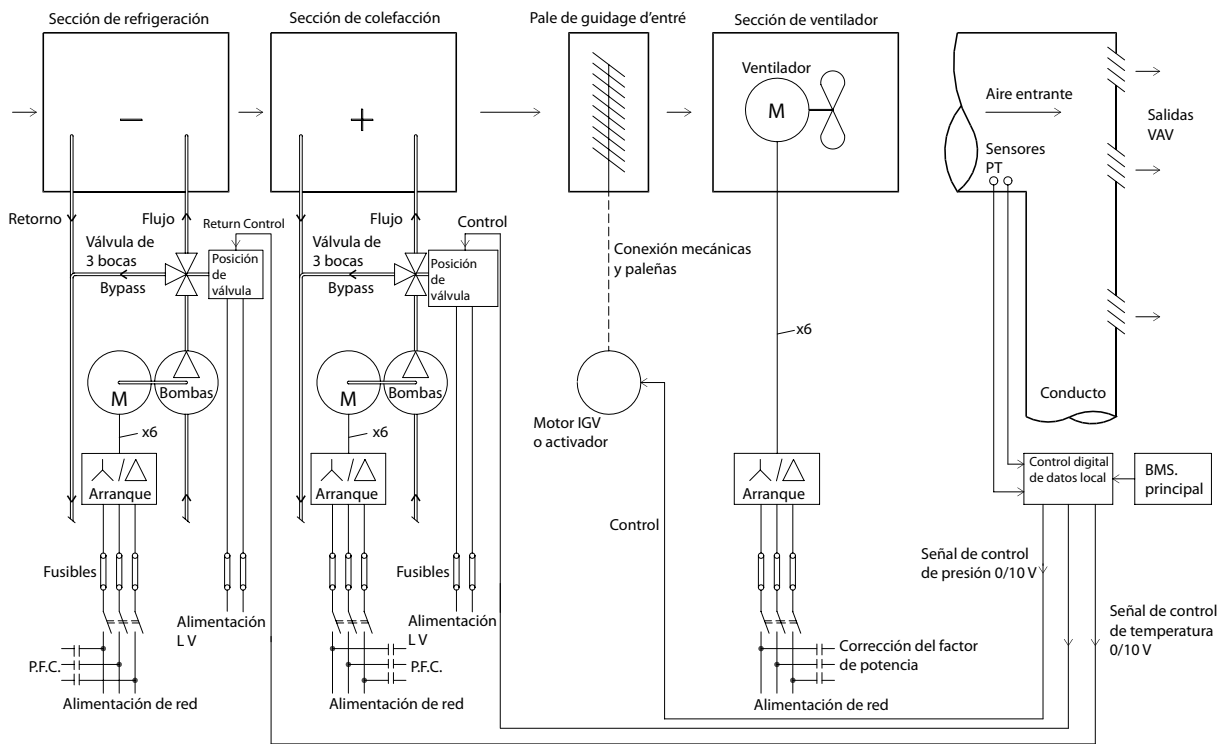 Sección de refrigeración
Sección de colefacción
Pale de guidage d'entré
Sección de ventilador
−
+
Ventilador
M
Aire entrante
Salidas
VAV
Sensores
PT
Retorno
Flujo
Return Control
Válvula de
3 bocas
Bypass
Posición
de
válvula
Flujo
Control
Válvula de
3 bocas
Bypass
Posición
de
válvula
Conexión mecánicas
y paleñas
x6
M
Bombas
M
Bombas
Motor IGV
o activador
Conducto
x6
x6
Arranque
Arranque
Arranque
Control digital
de datos local
BMS.
principal
Control
Fusibles
Fusibles
Señal de control
de presión 0/10 V
Alimentación
L V
Alimentación
L V
Señal de control
de temperatura
0/10 V
P.F.C.
P.F.C.
Corrección del factor
de potencia
Alimentación de red
Alimentación de red
Alimentación de red